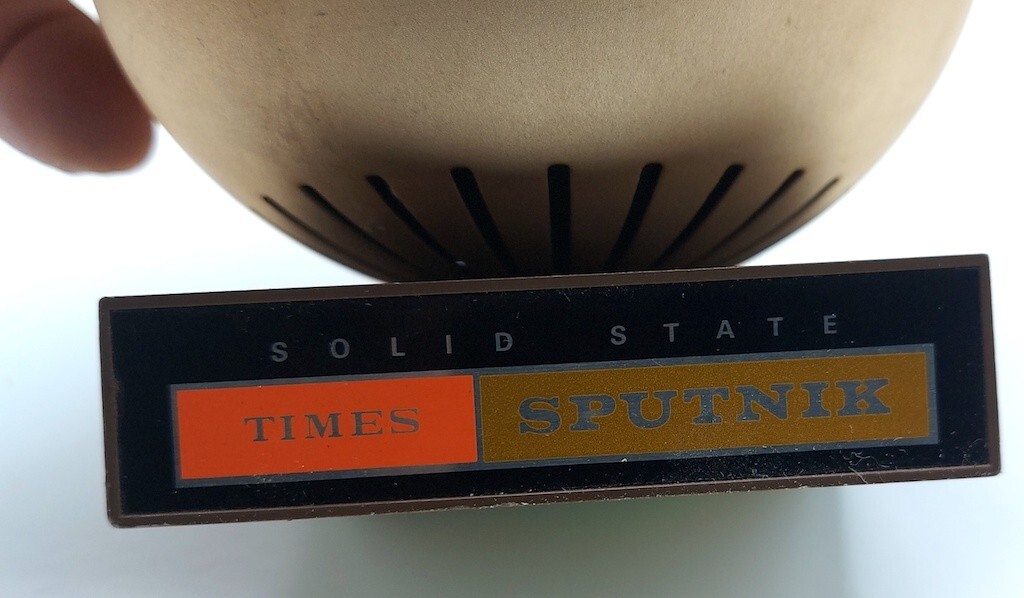 SOLID STATE
TIMES SPUTNIK